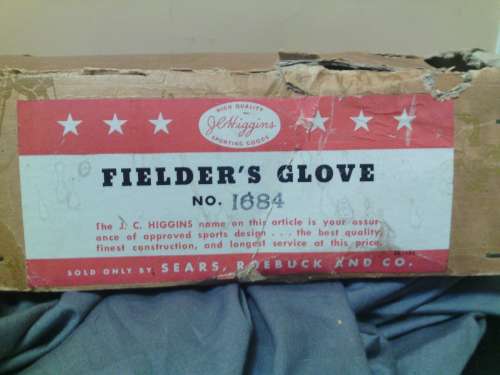 HIGH QUALITY
J.C. Higgins
SPORTING GOODS
FIELDER'S GLOVE
NO. 1684
The J. C. HIGGINS name on this article is your assur
ance of approved sports design . . . the best quality,
finest construction, and longest service at this price.
SOLD ONLY BY SEARS, ROEBUCK AND CO.